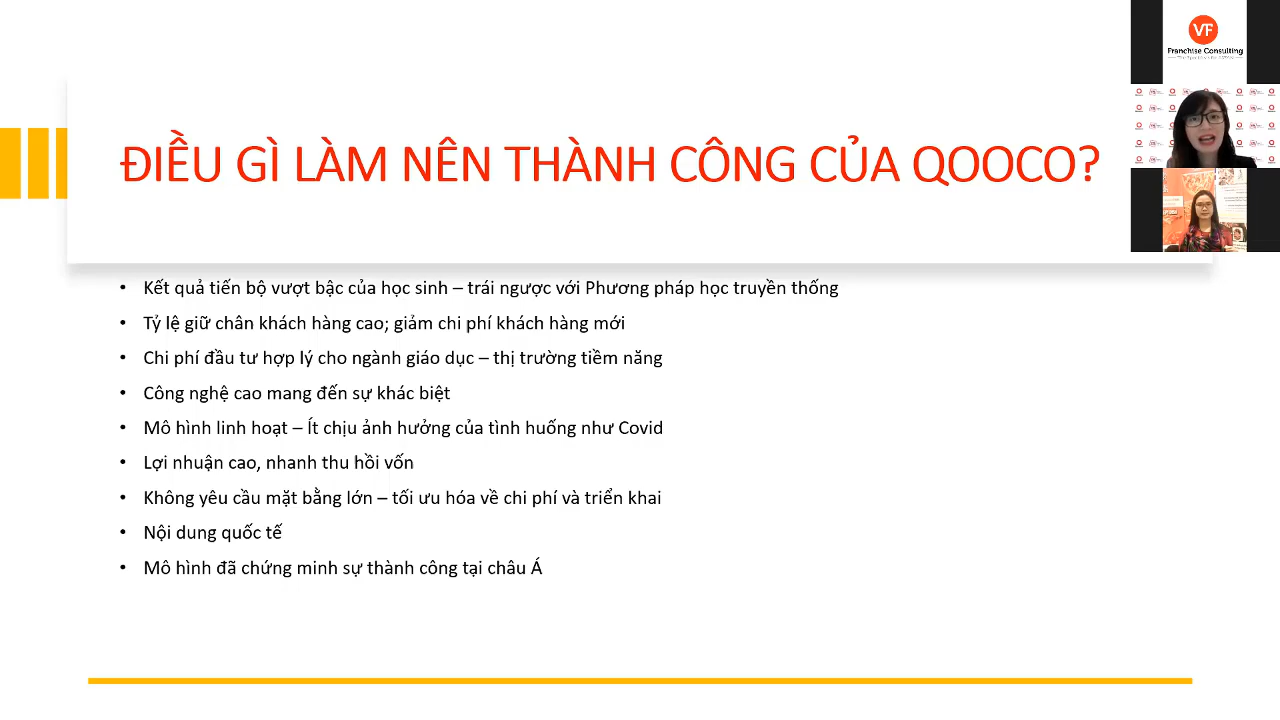 VF
Franchise Consulting
ĐIỀU GÌ LÀM NÊN THÀNH CÔNG CỦA QOOCO?
• Kết quả tiến bộ vượt bậc của học sinh – trái ngược với Phương pháp học truyền thống
• Tỷ lệ giữ chân khách hàng cao; giảm chi phí khách hàng mới
• Chi phí đầu tư hợp lý cho ngành giáo dục – thị trường tiềm năng
• Công nghệ cao mang đến sự khác biệt
• Mô hình linh hoạt – Ít chịu ảnh hưởng của tình huống như Covid
• Lợi nhuận cao, nhanh thu hồi vốn
• Không yêu cầu mặt bằng lớn – tối ưu hóa về chi phí và triển khai
• Nội dung quốc tế
• Mô hình đã chứng minh sự thành công tại châu Á